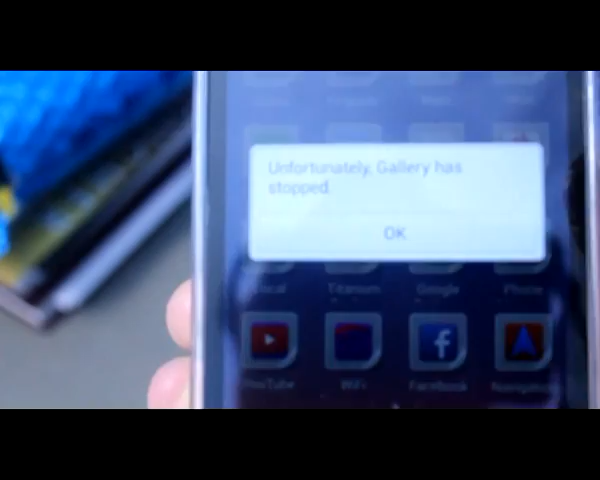 Unfortunately, Gallery has
stopped.
OK
Titanium Google Phone
YouTube WiFi Facebook